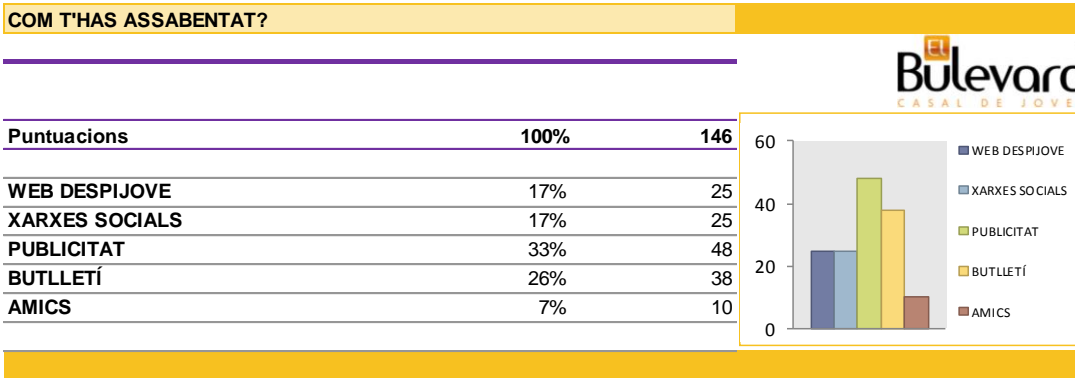 COM T'HAS ASSABENTAT?
EL
Bulevard
CASAL DE JOVE
Puntuacions 100% 146
WEB DESPIJOVE 17% 25
XARXES SOCIALS 17% 25
PUBLICITAT 33% 48
BUTLLETÍ 26% 38
AMICS 7% 10
60
40
20
0
WEB DESPIJOVE
XARXES SOCIALS
PUBLICITAT
BUTLLETÍ
AMICS